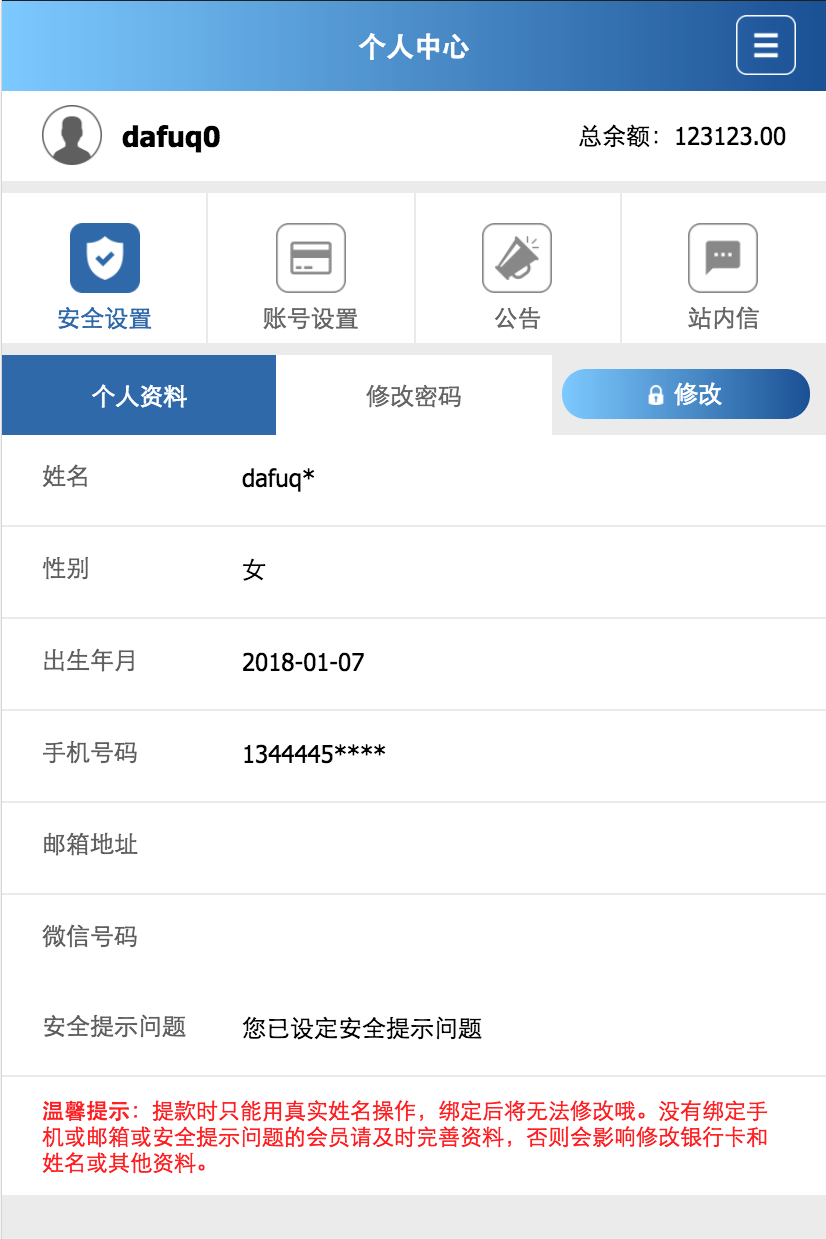 个人中心
dafuq0
总余额：123123.00
安全设置
账号设置
公告
站内信
个人资料
修改密码
修改
姓名 dafuq*
性别 女
出生年月 2018-01-07
手机号码 1344445****
邮箱地址
微信号码
安全提示问题 您已设定安全提示问题
温馨提示：提款时只能用真实姓名操作，绑定后将无法修改哦。没有绑定手
机或邮箱或安全提示问题的会员请及时完善资料，否则会影响修改银行卡和
姓名或其他资料。